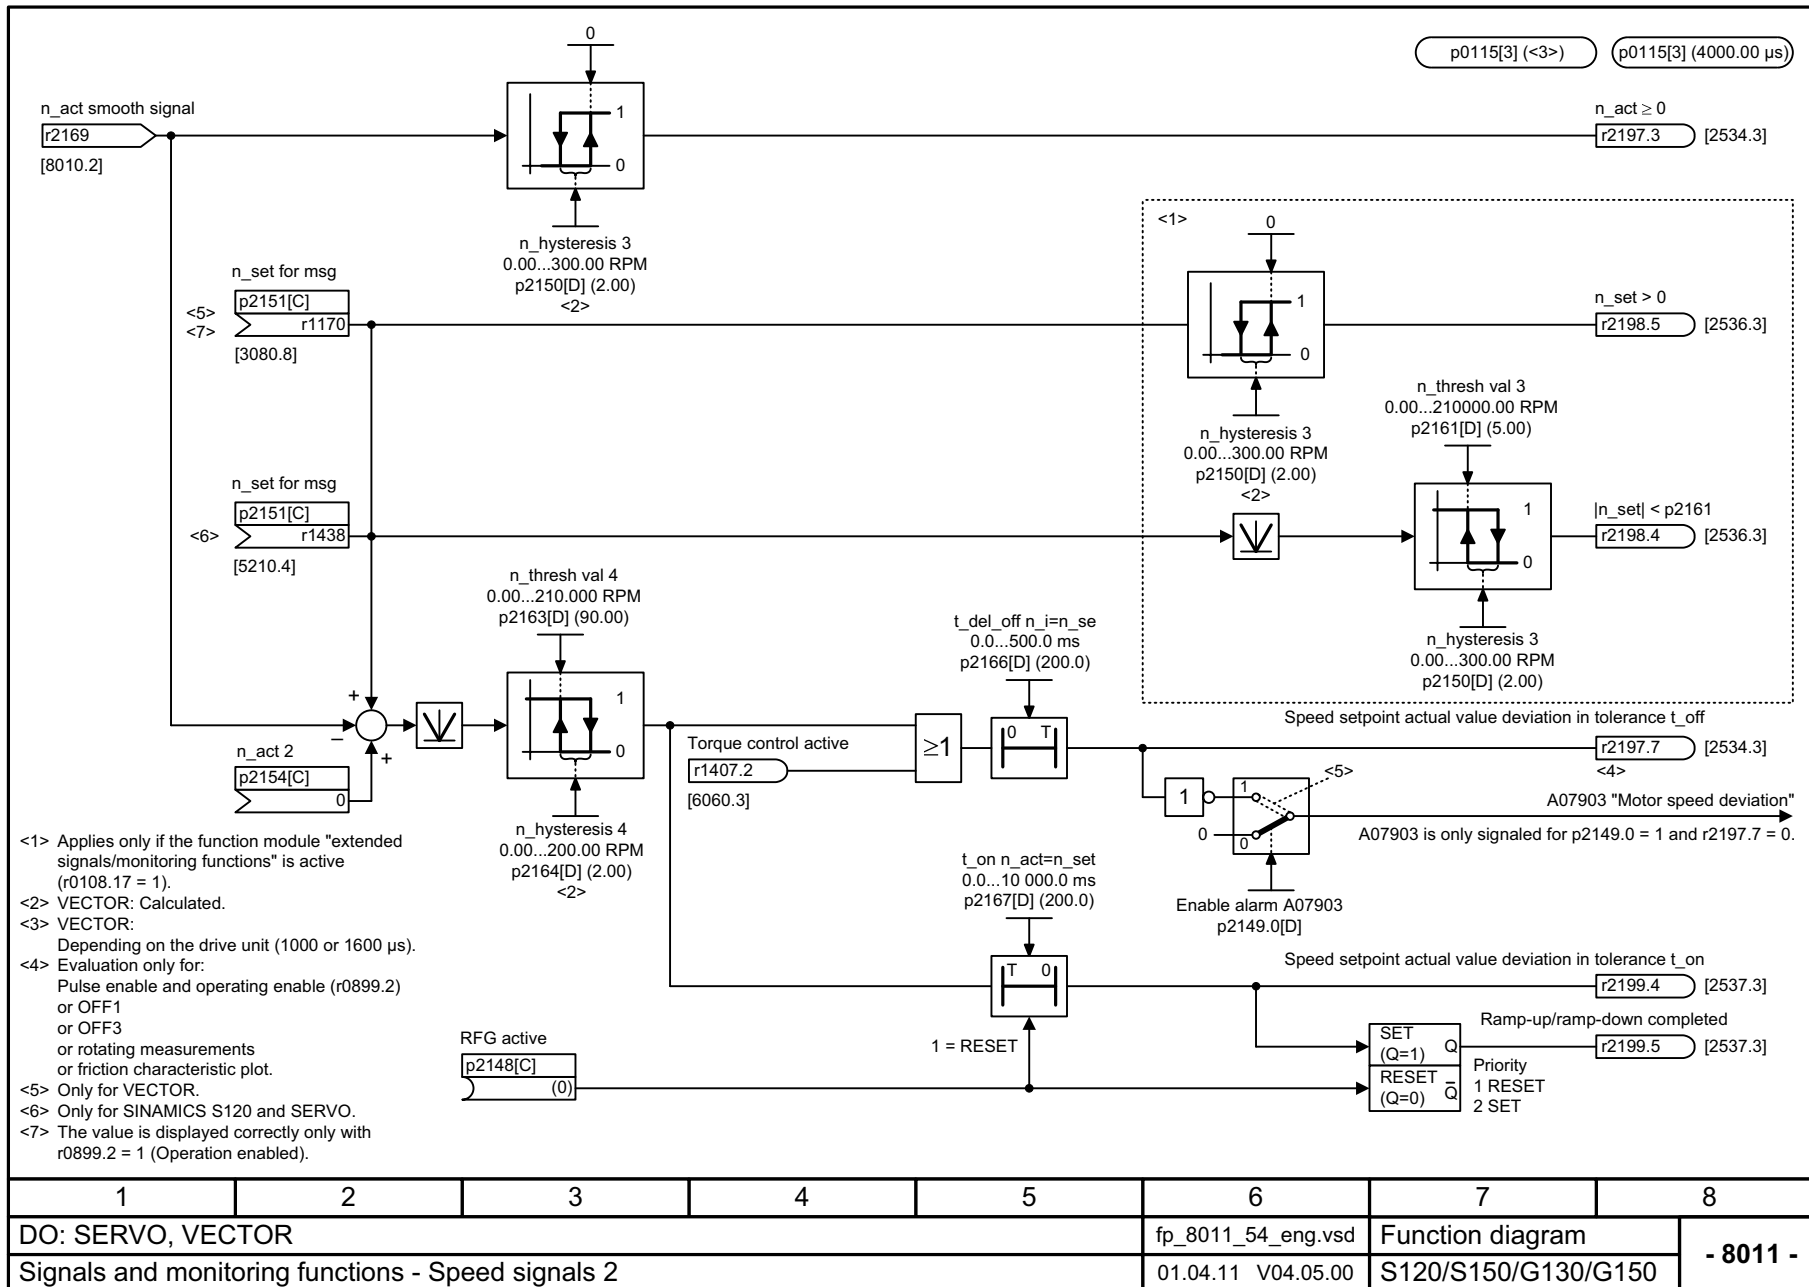 p0115[3] (<3>)
p0115[3] (4000.00 µs)
0
n_act smooth signal
r2169
[8010.2]
1
0
n_act ≥ 0
r2197.3
[2534.3]
n_hysteresis 3
0.00...300.00 RPM
p2150[D] (2.00)
<2>
<1>
0
n_set for msg
<5>
<7>
p2151[C]
r1170
[3080.8]
1
0
n_set > 0
r2198.5
[2536.3]
n_hysteresis 3
0.00...300.00 RPM
p2150[D] (2.00)
<2>
n_thresh val 3
0.00...210000.00 RPM
p2161[D] (5.00)
n_set for msg
<6>
p2151[C]
r1438
[5210.4]
1
0
|n_set| < p2161
r2198.4
[2536.3]
n_hysteresis 3
0.00...300.00 RPM
p2150[D] (2.00)
n_thresh val 4
0.00...210.000 RPM
p2163[D] (90.00)
t_del_off n_i=n_se
0.0...500.0 ms
p2166[D] (200.0)
+
–
+
n_act 2
p2154[C]
0
1
0
Torque control active
r1407.2
[6060.3]
≥1
0 T
Speed setpoint actual value deviation in tolerance t_off
r2197.7
[2534.3]
<4>
<5>
1
1
0
0
A07903 "Motor speed deviation"
A07903 is only signaled for p2149.0 = 1 and r2197.7 = 0.
Enable alarm A07903
p2149.0[D]
n_hysteresis 4
0.00...200.00 RPM
p2164[D] (2.00)
<2>
t_on n_act=n_set
0.0...10 000.0 ms
p2167[D] (200.0)
T 0
1 = RESET
Speed setpoint actual value deviation in tolerance t_on
r2199.4
[2537.3]
RFG active
p2148[C]
(0)
SET
(Q=1)
Q
RESET
(Q=0)
Q̅
Ramp-up/ramp-down completed
r2199.5
[2537.3]
Priority
1 RESET
2 SET
<1> Applies only if the function module "extended
signals/monitoring functions" is active
(r0108.17 = 1).
<2> VECTOR: Calculated.
<3> VECTOR:
Depending on the drive unit (1000 or 1600 µs).
<4> Evaluation only for:
Pulse enable and operating enable (r0899.2)
or OFF1
or OFF3
or rotating measurements
or friction characteristic plot.
<5> Only for VECTOR.
<6> Only for SINAMICS S120 and SERVO.
<7> The value is displayed correctly only with
r0899.2 = 1 (Operation enabled).
1 2 3 4 5 6 7 8
DO: SERVO, VECTOR
fp_8011_54_eng.vsd
Function diagram
- 8011 -
Signals and monitoring functions - Speed signals 2
01.04.11 V04.05.00
S120/S150/G130/G150